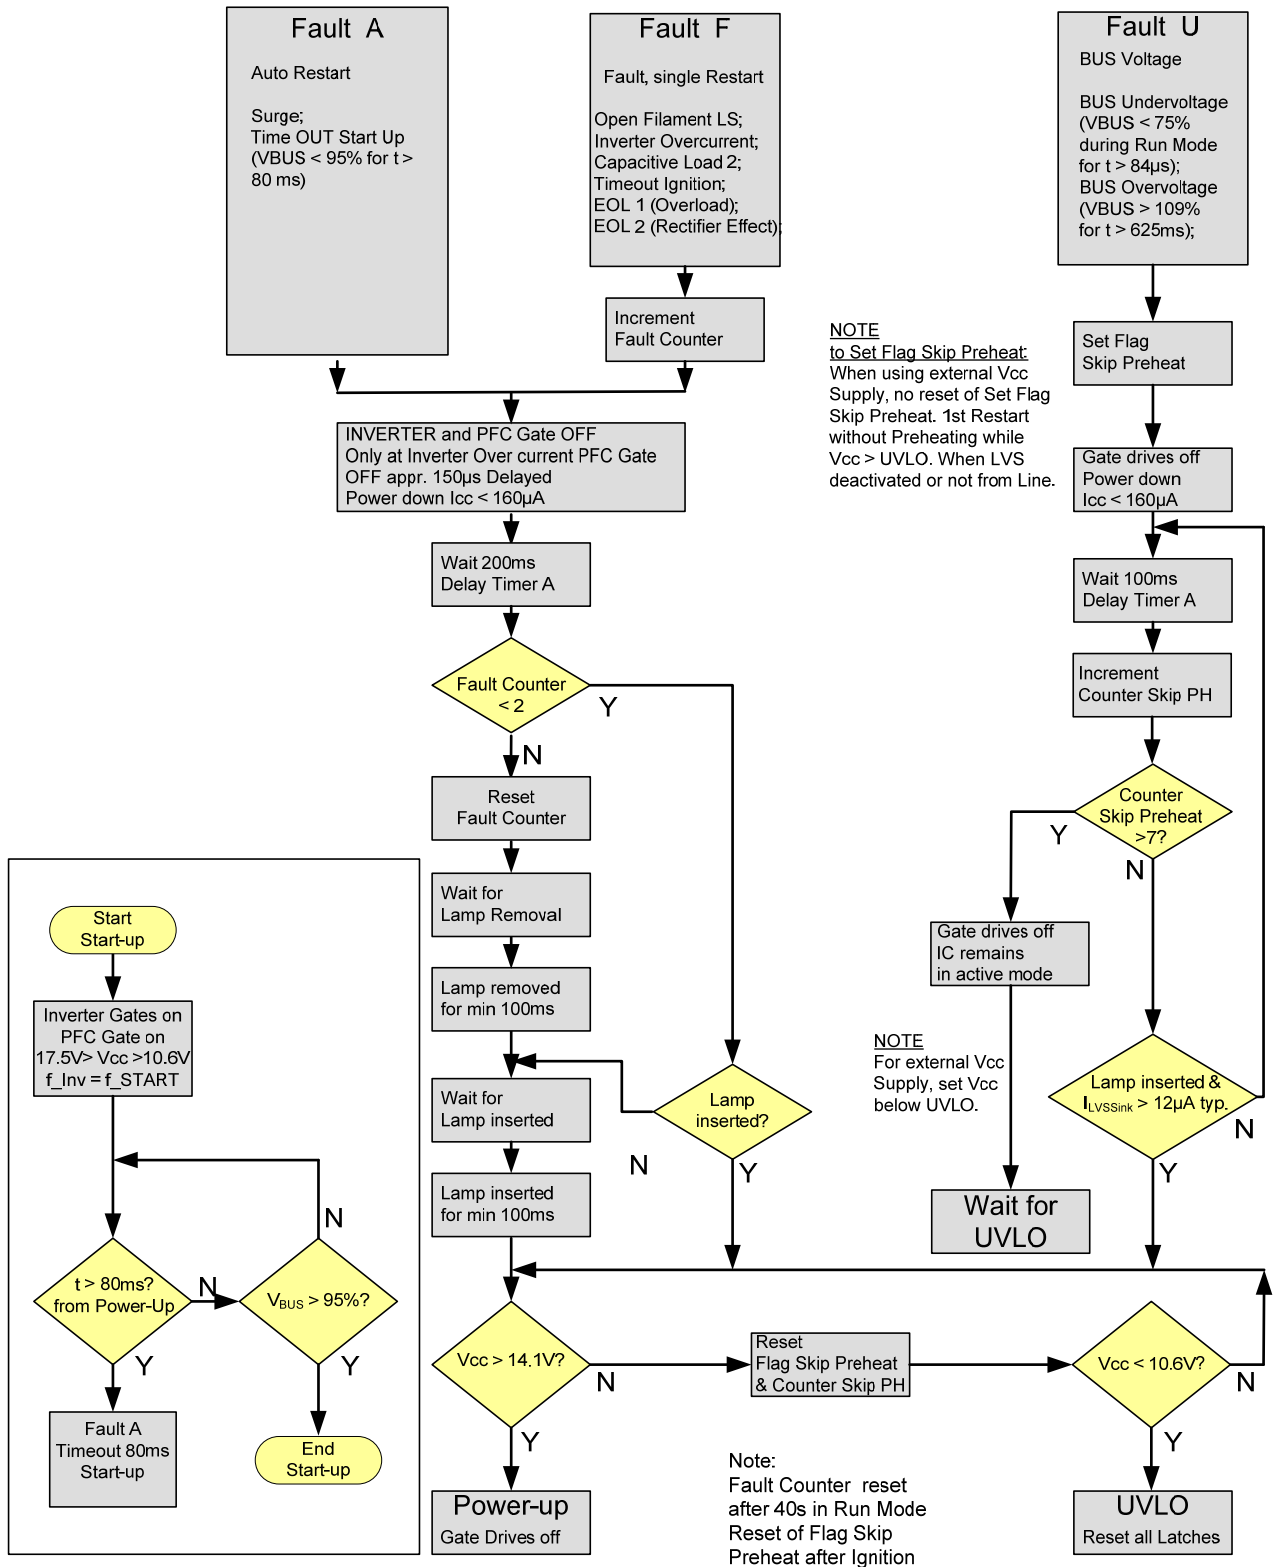 Fault A
Auto Restart
Surge;
Time OUT Start Up
(VBUS < 95% for t >
80 ms)
Fault F
Fault, single Restart
Open Filament LS;
Inverter Overcurrent;
Capacitive Load 2;
Timeout Ignition;
EOL 1 (Overload);
EOL 2 (Rectifier Effect);
Increment
Fault Counter
Fault U
BUS Voltage
BUS Undervoltage
(VBUS < 75%
during Run Mode
for t > 84µs);
BUS Overvoltage
(VBUS > 109%
for t > 625ms);
NOTE
to Set Flag Skip Preheat:
When using external Vcc
Supply, no reset of Set Flag
Skip Preheat. 1st Restart
without Preheating while
Vcc > UVLO. When LVS
deactivated or not from Line.
Set Flag
Skip Preheat
Gate drives off
Power down
Icc < 160µA
INVERTER and PFC Gate OFF
Only at Inverter Over current PFC Gate
OFF appr. 150µs Delayed
Power down Icc < 160µA
Wait 200ms
Delay Timer A
Fault Counter
< 2
Y
N
Reset
Fault Counter
Wait for
Lamp Removal
Lamp removed
for min 100ms
Wait for
Lamp inserted
Lamp inserted
for min 100ms
Lamp
inserted?
N
Y
Wait 100ms
Delay Timer A
Increment
Counter Skip PH
Counter
Skip Preheat
>7?
Y
N
Gate drives off
IC remains
in active mode
NOTE
For external Vcc
Supply, set Vcc
below UVLO.
Wait for
UVLO
Lamp inserted &
ILVSSink > 12µA typ.
N
Y
Start
Start-up
Inverter Gates on
PFC Gate on
17.5V> Vcc >10.6V
f_Inv = f_START
t > 80ms?
from Power-Up
N
Y
VBUS > 95%?
N
Y
Fault A
Timeout 80ms
Start-up
End
Start-up
Vcc > 14.1V?
N
Y
Reset
Flag Skip Preheat
& Counter Skip PH
Vcc < 10.6V?
N
Y
Power-up
Gate Drives off
Note:
Fault Counter reset
after 40s in Run Mode
Reset of Flag Skip
Preheat after Ignition
UVLO
Reset all Latches